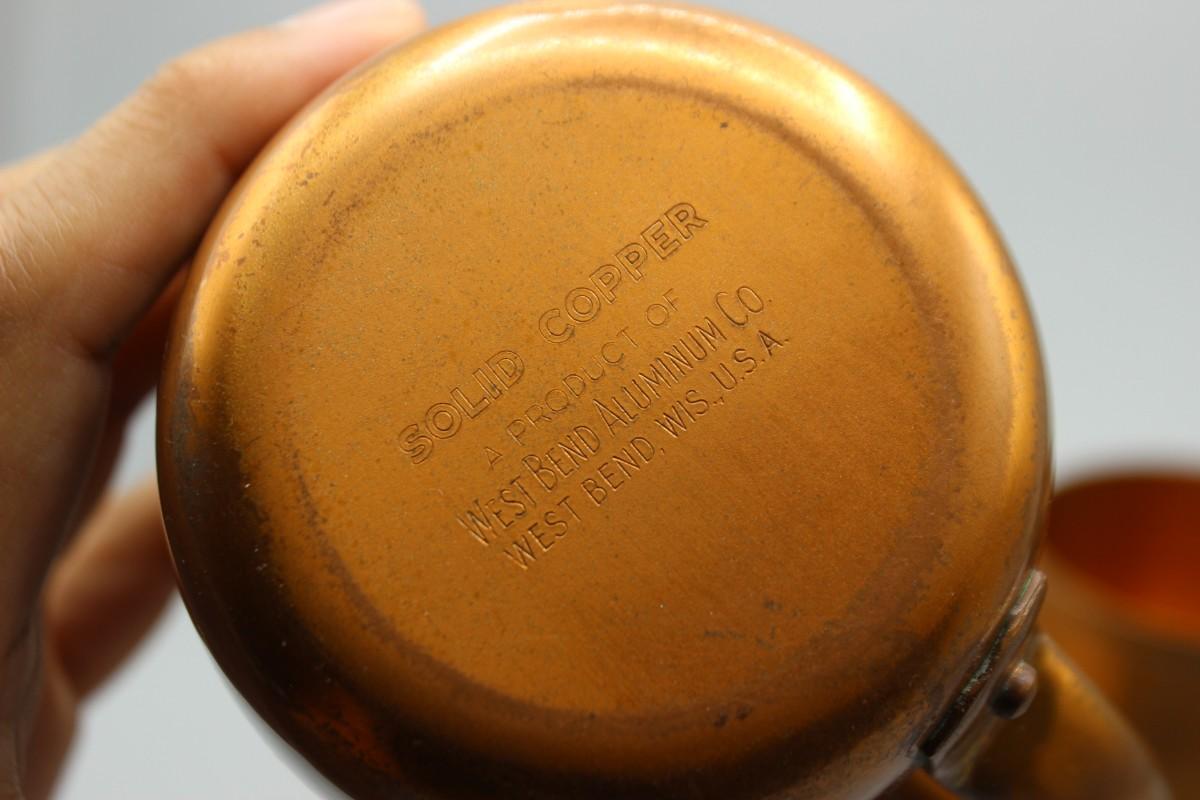 SOLID COPPER
A PRODUCT OF
WEST BEND ALUMINUM CO.
WEST BEND, WIS., U.S.A.